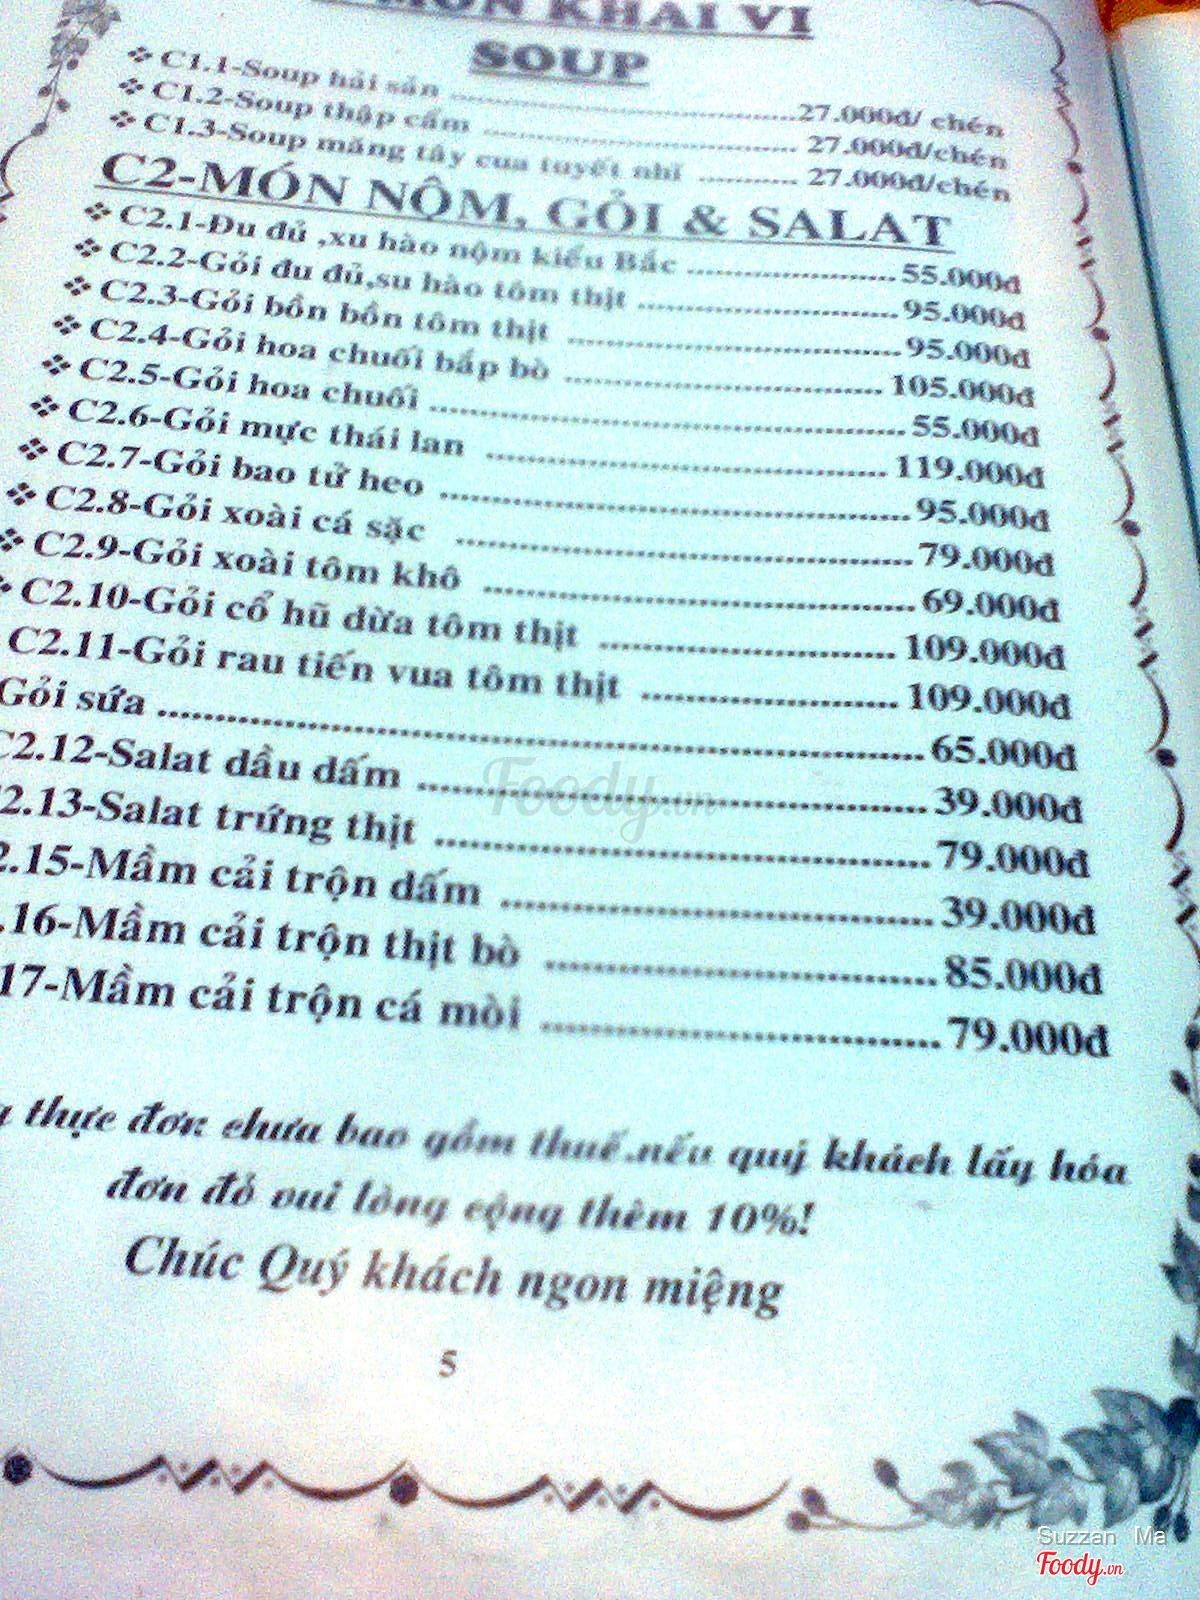 MÓN KHAI VỊ
SOUP
C1.1-Soup hải sản ........ 27.000đ/ chén
C1.2-Soup thập cẩm ........ 27.000đ/chén
C1.3-Soup măng tây cua tuyết nhĩ ........ 27.000đ/chén
C2-MÓN NỘM, GỎI & SALAT
C2.1-Đu đủ ,xu hào nộm kiểu Bắc ........ 55.000đ
C2.2-Gỏi đu đủ,su hào tôm thịt ........ 95.000đ
C2.3-Gỏi bồn bồn tôm thịt ........ 95.000đ
C2.4-Gỏi hoa chuối bắp bò ........ 105.000đ
C2.5-Gỏi hoa chuối ........ 55.000đ
C2.6-Gỏi mực thái lan ........ 119.000đ
C2.7-Gỏi bao tử heo ........ 95.000đ
C2.8-Gỏi xoài cá sặc ........ 79.000đ
C2.9-Gỏi xoài tôm khô ........ 69.000đ
C2.10-Gỏi cổ hũ dừa tôm thịt ........ 109.000đ
C2.11-Gỏi rau tiến vua tôm thịt ........ 109.000đ
Gỏi sứa ........ 65.000đ
C2.12-Salat dầu dấm ........ 39.000đ
2.13-Salat trứng thịt ........ 79.000đ
2.15-Mầm cải trộn dấm ........ 39.000đ
.16-Mầm cải trộn thịt bò ........ 85.000đ
17-Mầm cải trộn cá mòi ........ 79.000đ
thực đơn chưa bao gồm thuế.nếu quý khách lấy hóa
đơn đỏ vui lòng cộng thêm 10%!
Chúc Quý khách ngon miệng
5
Foody.vn
Suzzan Ma
Foody.vn